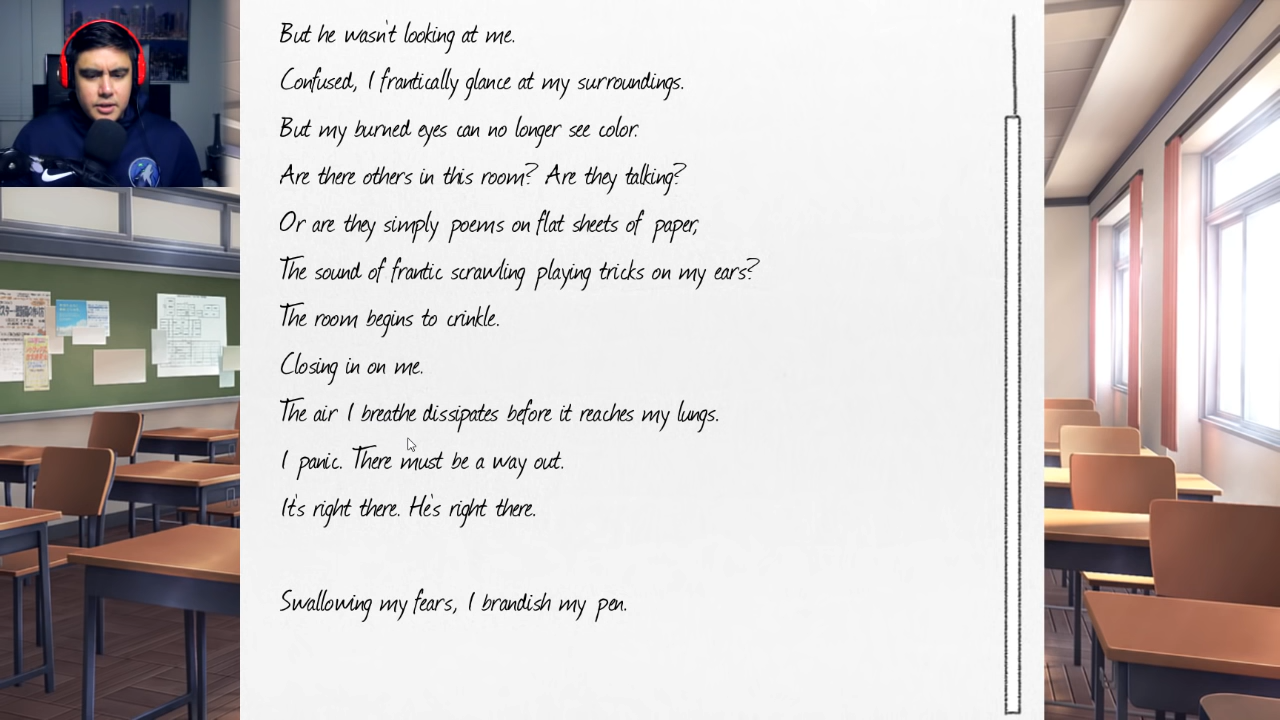 But he wasn't looking at me.
Confused, I frantically glance at my surroundings.
But my burned eyes can no longer see color.
Are there others in this room? Are they talking?
Or are they simply poems on flat sheets of paper,
The sound of frantic scrawling playing tricks on my ears?
The room begins to crinkle.
Closing in on me.
The air I breathe dissipates before it reaches my lungs.
I panic. There must be a way out.
It's right there. He's right there.
Swallowing my fears, I brandish my pen.